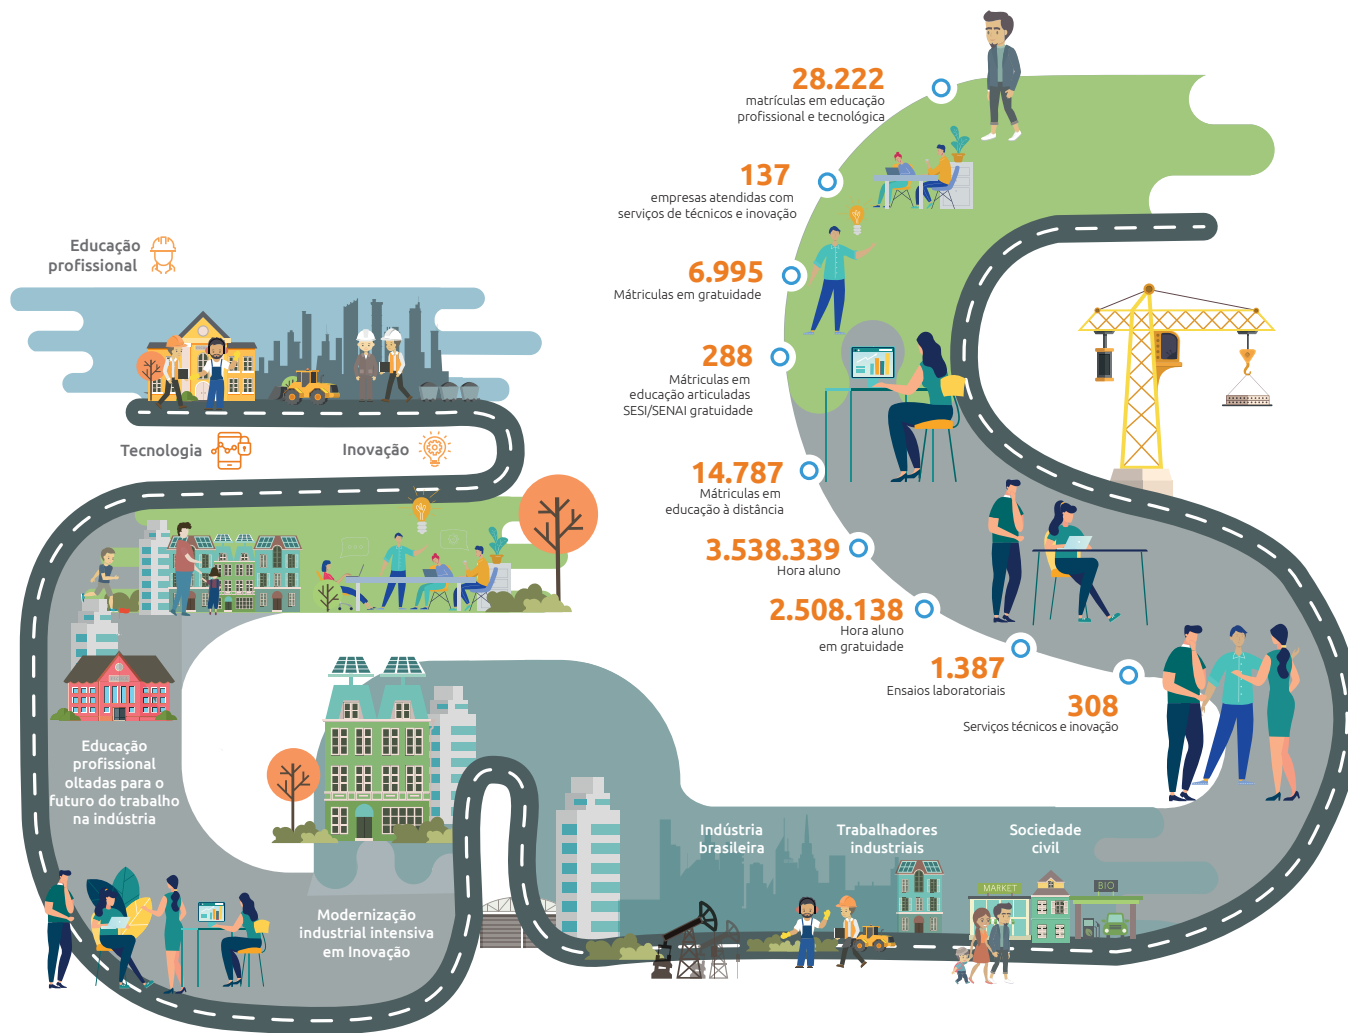 28.222
matrículas em educação
profissional e tecnológica
137
empresas atendidas com
serviços de técnicos e inovação
6.995
Mátriculas em gratuidade
288
Mátriculas em
educação articuladas
SESI/SENAI gratuidade
14.787
Mátriculas em
educação à distância
3.538.339
Hora aluno
2.508.138
Hora aluno
em gratuidade
1.387
Ensaios laboratoriais
308
Serviços técnicos e inovação
Educação
profissional
Tecnologia
Inovação
Educação
profissional
oltadas para o
futuro do trabalho
na indústria
Modernização
industrial intensiva
em Inovação
Indústria
brasileira
Trabalhadores
industriais
Sociedade
civil
MARKET
BIO